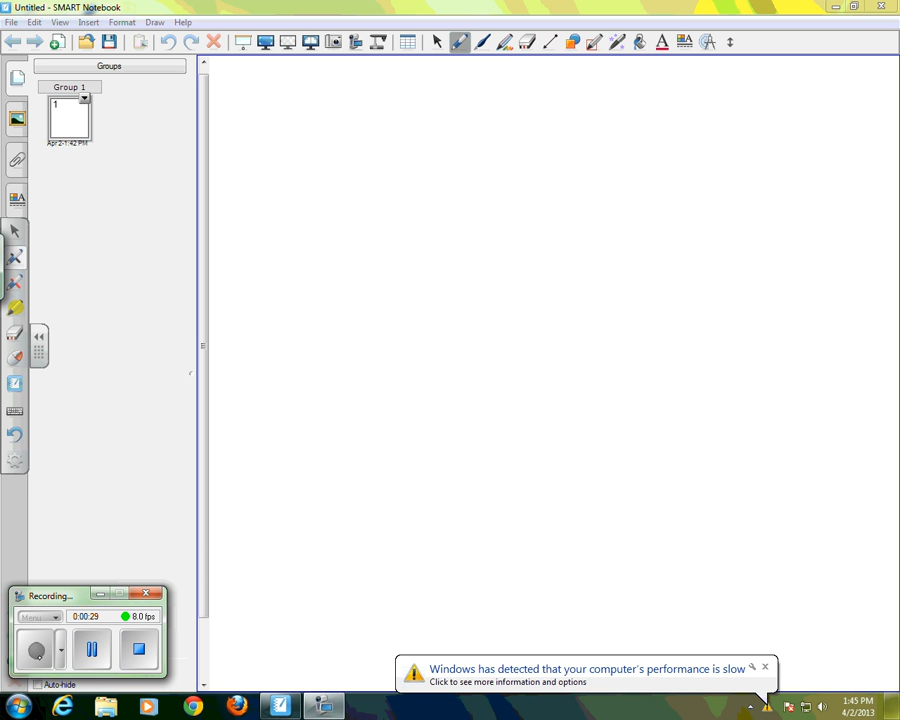 Untitled - SMART Notebook
File Edit View Insert Format Draw Help
Groups
Group 1
1
Apr 2-1:42 PM
Recording...
Menu
0:00:29
8.0 fps
Auto-hide
Windows has detected that your computer's performance is slow
Click to see more information and options
1:45 PM
4/2/2013